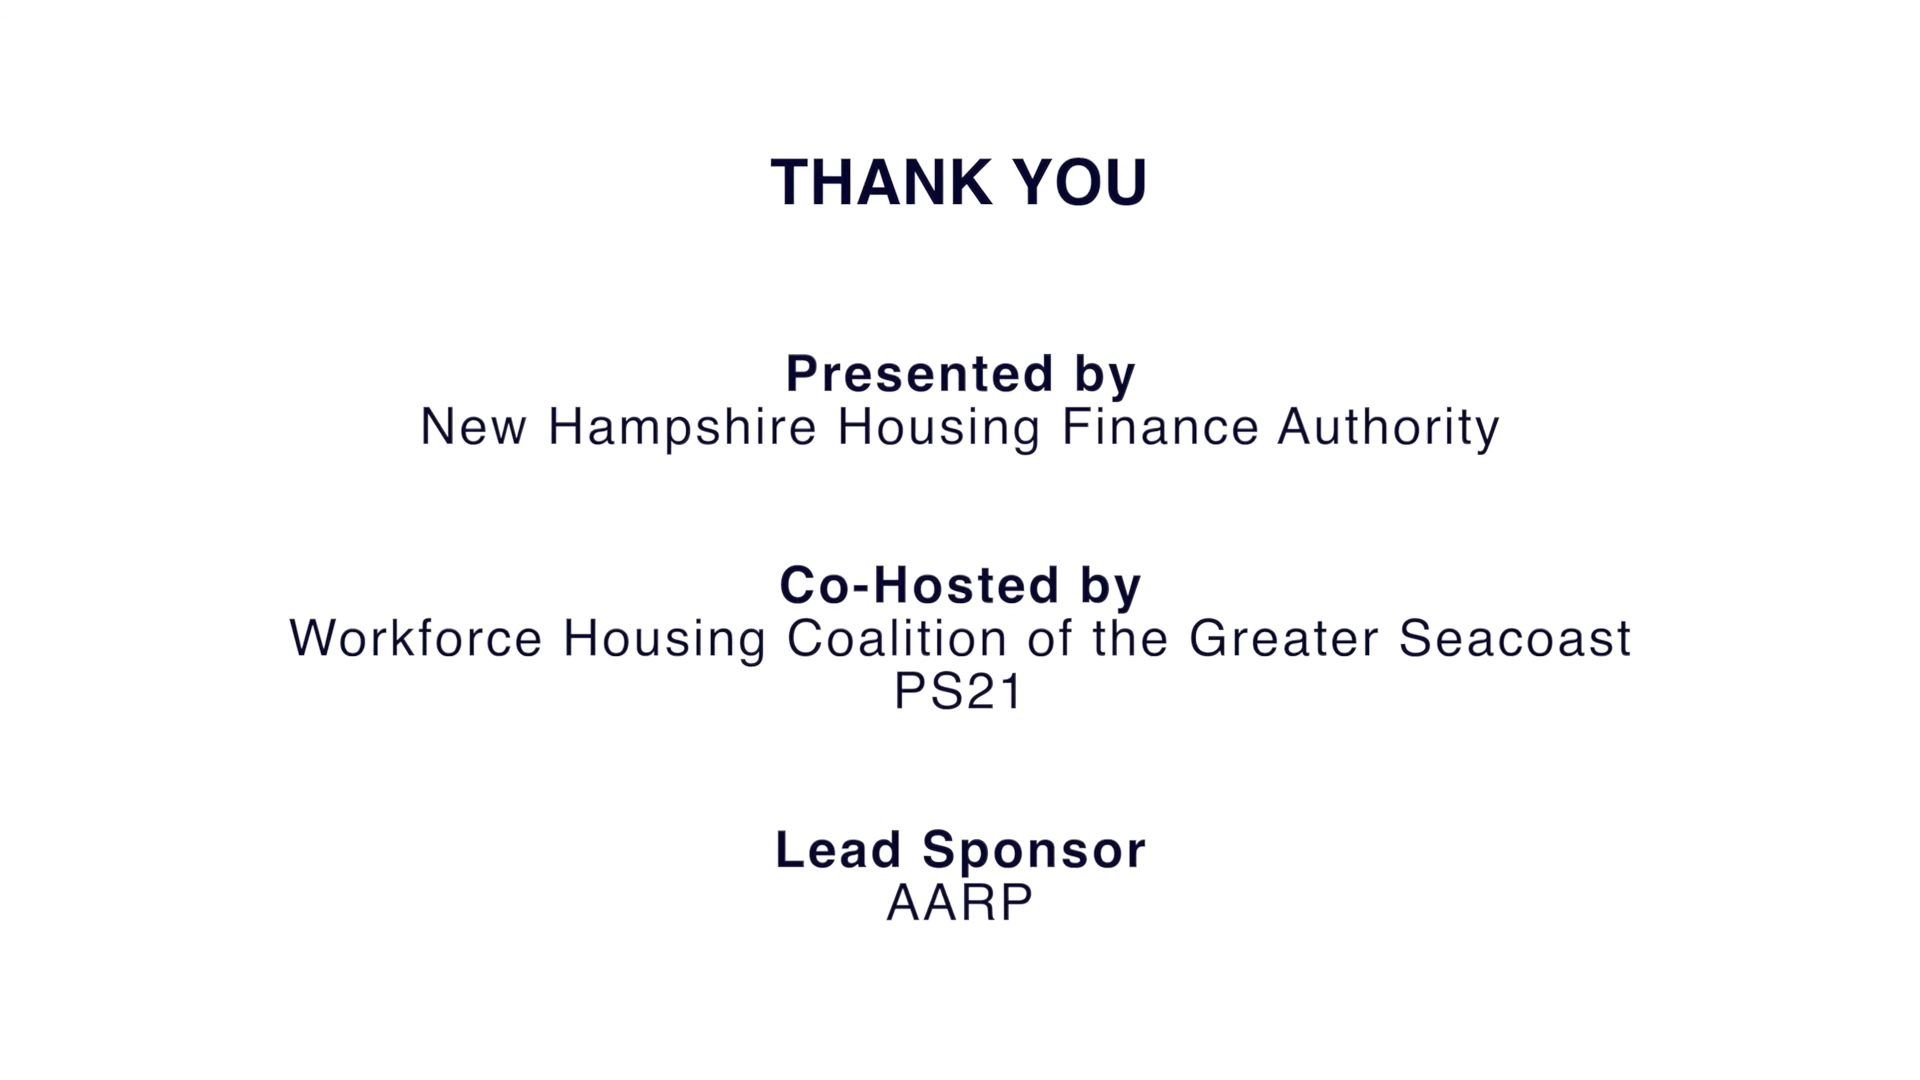 THANK YOU
Presented by
New Hampshire Housing Finance Authority
Co-Hosted by
Workforce Housing Coalition of the Greater Seacoast
PS21
Lead Sponsor
AARP